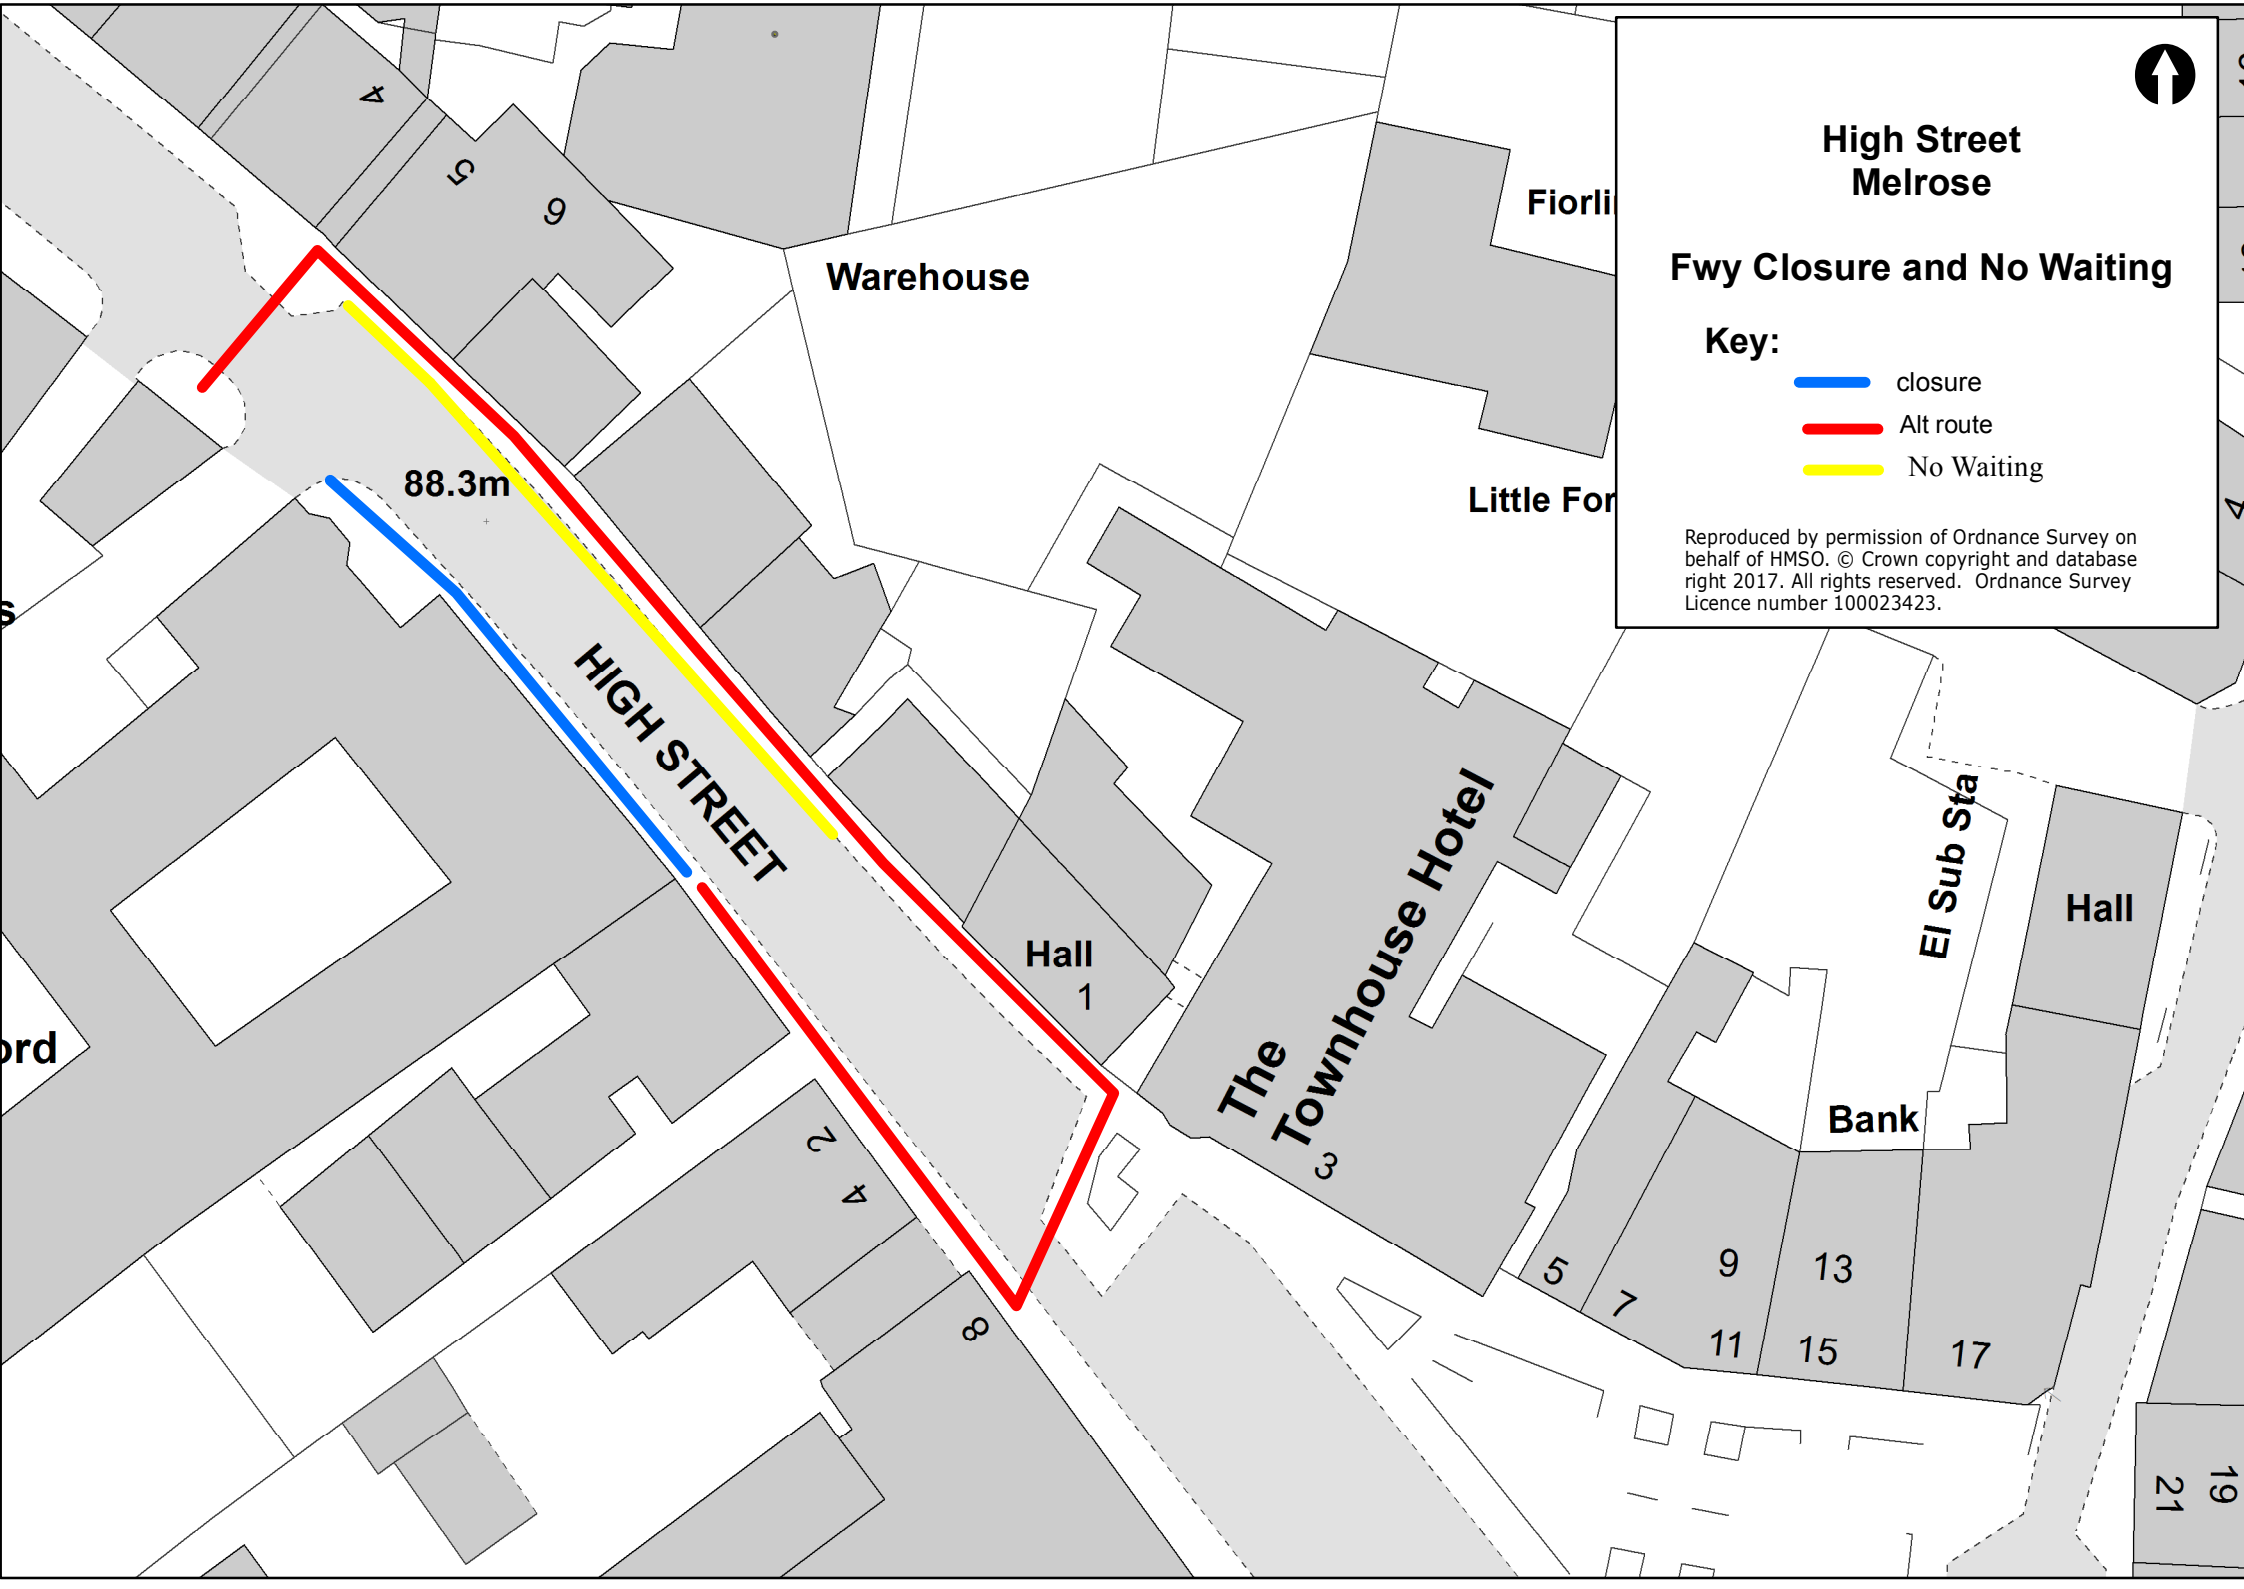 High Street
Melrose
Fwy Closure and No Waiting
Key:
closure
Alt route
No Waiting
Reproduced by permission of Ordnance Survey on
behalf of HMSO. © Crown copyright and database
right 2017. All rights reserved. Ordnance Survey
Licence number 100023423.
4
5
6
Warehouse
88.3m
HIGH STREET
Hall
1
The
Townhouse Hotel
3
El Sub Sta
Hall
Bank
2
4
8
5
7
9
11
13
15
17
19
21
4